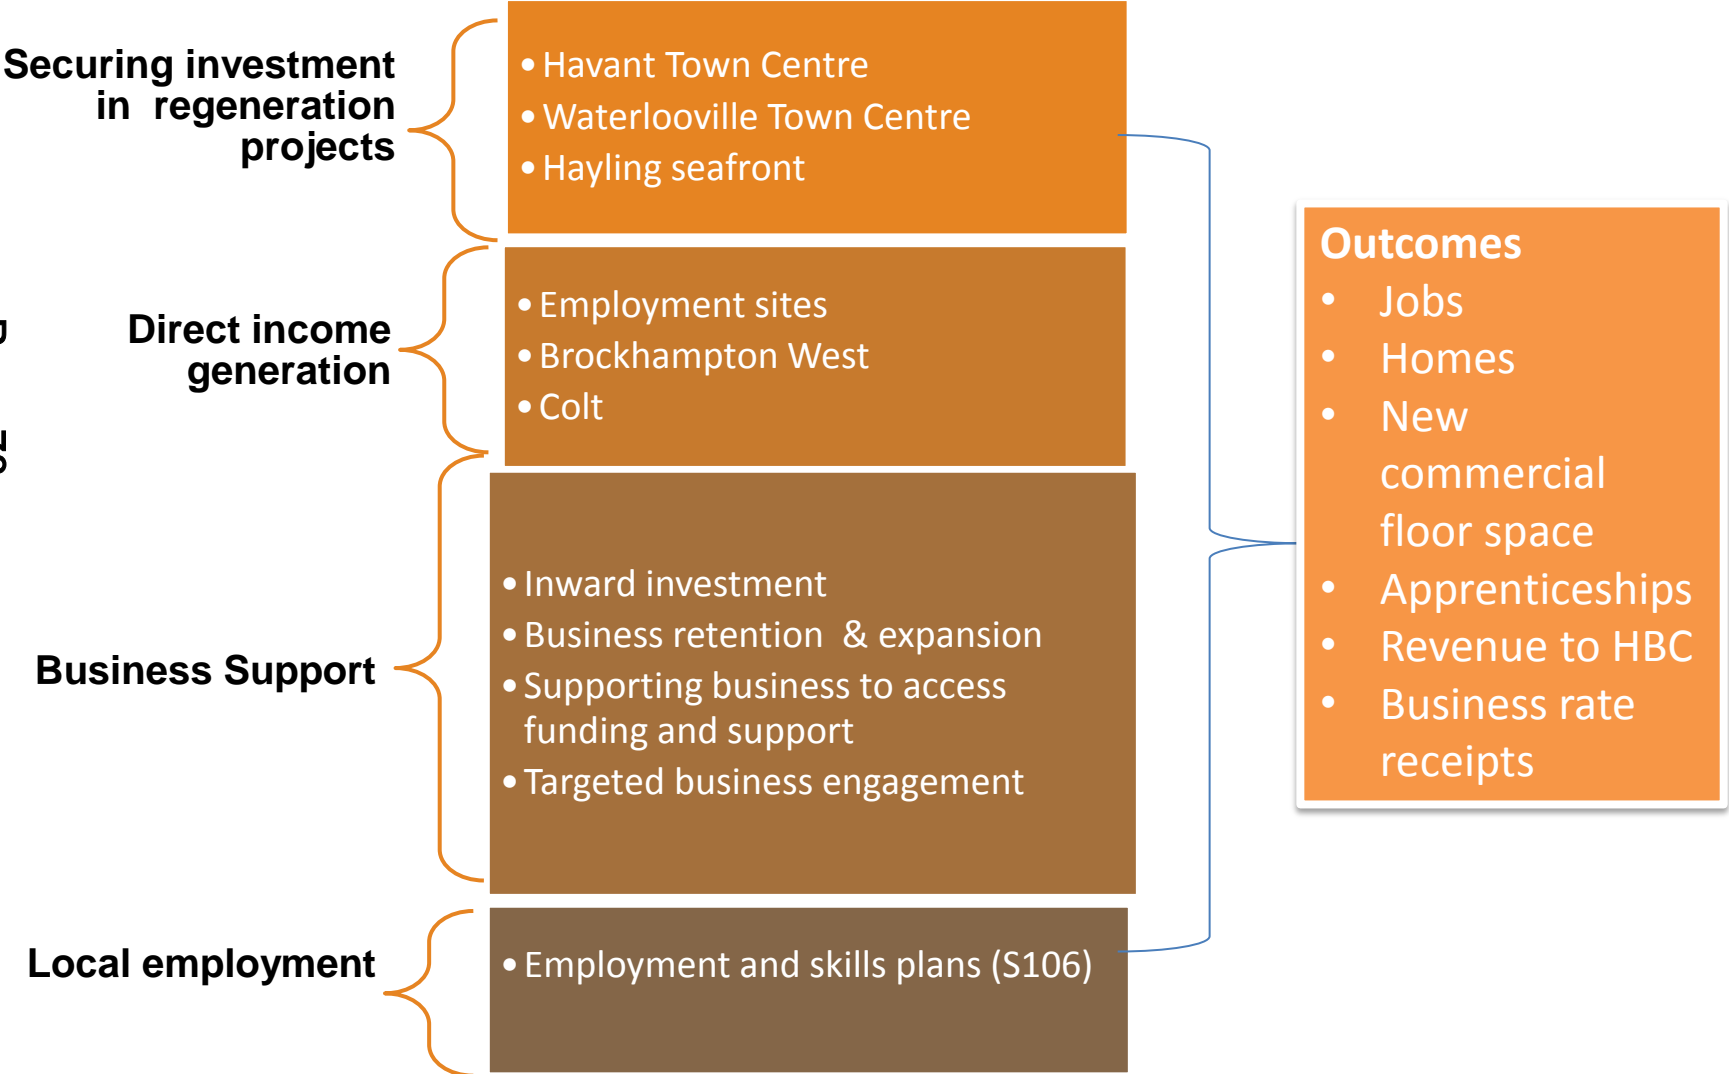 Securing investment
in regeneration
projects
• Havant Town Centre
• Waterlooville Town Centre
• Hayling seafront
Direct income
generation
• Employment sites
• Brockhampton West
• Colt
Business Support
• Inward investment
• Business retention & expansion
• Supporting business to access
funding and support
• Targeted business engagement
Local employment
• Employment and skills plans (S106)
Outcomes
• Jobs
• Homes
• New
commercial
floor space
• Apprenticeships
• Revenue to HBC
• Business rate
receipts